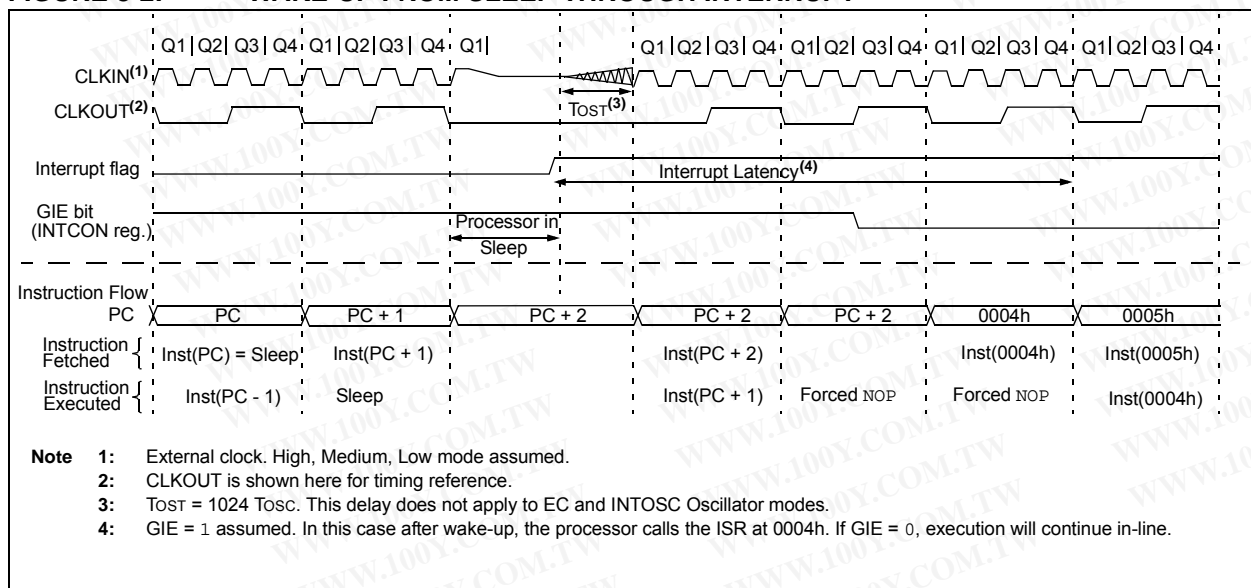 Q1 Q2 Q3 Q4 Q1 Q2 Q3 Q4 Q1 Q1 Q2 Q3 Q4 Q1 Q2 Q3 Q4 Q1 Q2 Q3 Q4 Q1 Q2 Q3 Q4
CLKIN(1)
CLKOUT(2)
TOST(3)
Interrupt flag
Interrupt Latency(4)
GIE bit
(INTCON reg.)
Processor in
Sleep
Instruction Flow
PC PC PC + 1 PC + 2 PC + 2 PC + 2 0004h 0005h
Instruction
Fetched
Inst(PC) = Sleep Inst(PC + 1) Inst(PC + 2) Inst(0004h) Inst(0005h)
Instruction
Executed
Inst(PC - 1) Sleep Inst(PC + 1) Forced NOP Forced NOP Inst(0004h)
Note 1: External clock. High, Medium, Low mode assumed.
2: CLKOUT is shown here for timing reference.
3: TOST = 1024 TOSC. This delay does not apply to EC and INTOSC Oscillator modes.
4: GIE = 1 assumed. In this case after wake-up, the processor calls the ISR at 0004h. If GIE = 0, execution will continue in-line.
WWW.100Y.COM.TW